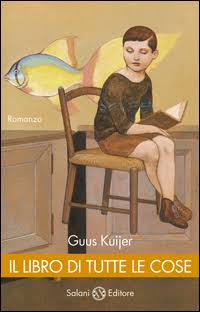 Romanzo
Guus Kuijer
IL LIBRO DI TUTTE LE COSE
Salani Editore